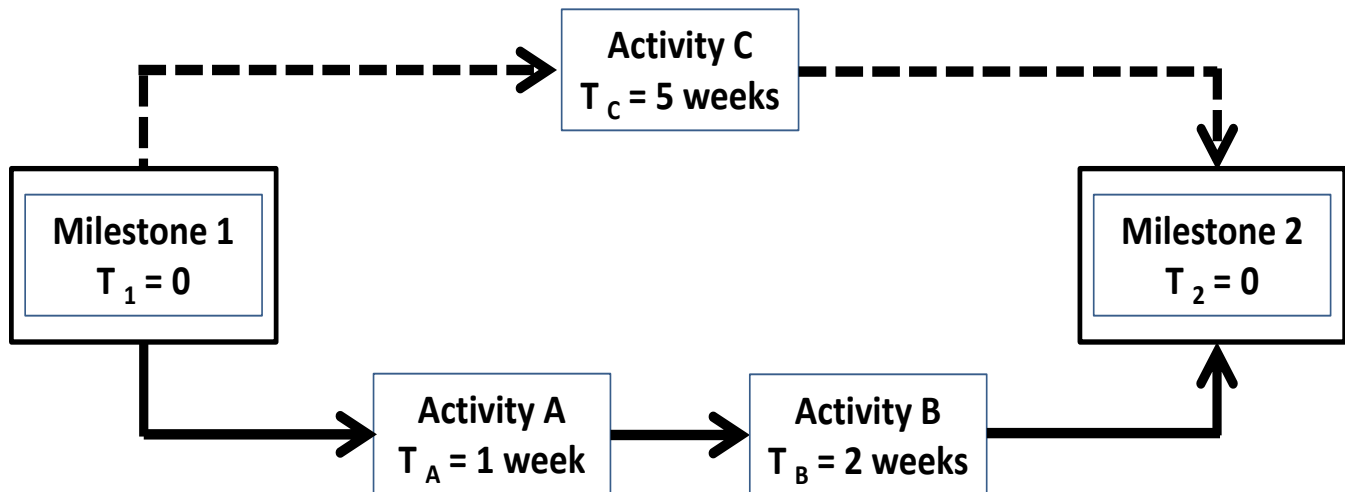 Activity C
T C = 5 weeks
Milestone 1
T 1 = 0
Milestone 2
T 2 = 0
Activity A
T A = 1 week
Activity B
T B = 2 weeks